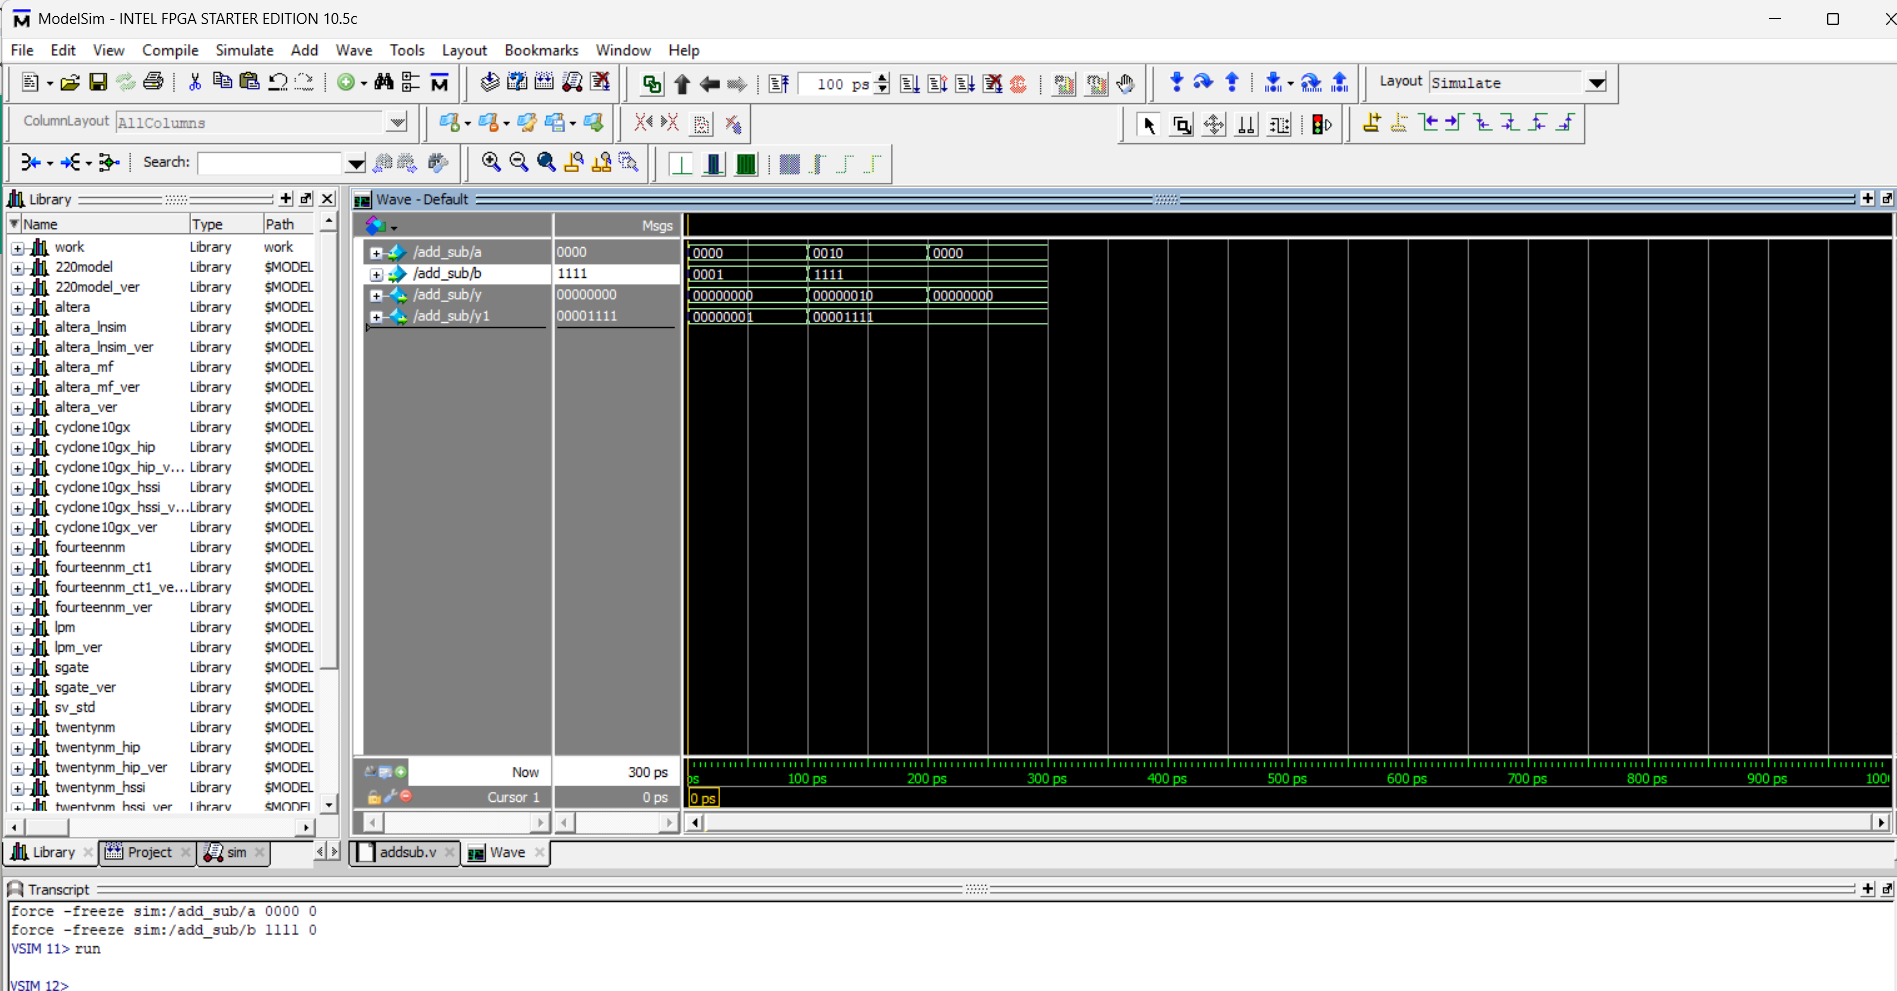 ModelSim - INTEL FPGA STARTER EDITION 10.5c
File Edit View Compile Simulate Add Wave Tools Layout Bookmarks Window Help
100 ps
Layout Simulate
ColumnLayout AllColumns
Search:
Library
Name Type Path
work Library work
220model Library $MODEL
220model_ver Library $MODEL
altera Library $MODEL
altera_lnsim Library $MODEL
altera_lnsim_ver Library $MODEL
altera_mf Library $MODEL
altera_mf_ver Library $MODEL
altera_ver Library $MODEL
cyclone10gx Library $MODEL
cyclone10gx_hip Library $MODEL
cyclone10gx_hip_v... Library $MODEL
cyclone10gx_hssi Library $MODEL
cyclone10gx_hssi_v... Library $MODEL
cyclone10gx_ver Library $MODEL
fourteennm Library $MODEL
fourteennm_ct1 Library $MODEL
fourteennm_ct1_ve... Library $MODEL
fourteennm_ver Library $MODEL
lpm Library $MODEL
lpm_ver Library $MODEL
sgate Library $MODEL
sgate_ver Library $MODEL
sv_std Library $MODEL
twentynm Library $MODEL
twentynm_hip Library $MODEL
twentynm_hip_ver Library $MODEL
twentynm_hssi Library $MODEL
twentynm_hssi_ver Library $MODEL
Library Project sim
Wave - Default
Msgs
/add_sub/a 0000 0000 0010 0000
/add_sub/b 1111 0001 1111
/add_sub/y 00000000 00000000 00000010 00000000
/add_sub/y1 00001111 00000001 00001111
Now 300 ps
ps 100 ps 200 ps 300 ps 400 ps 500 ps 600 ps 700 ps 800 ps 900 ps 100
Cursor 1 0 ps 0 ps
addsub.v Wave
Transcript
force -freeze sim:/add_sub/a 0000 0
force -freeze sim:/add_sub/b 1111 0
VSIM 11> run
VSIM 12>